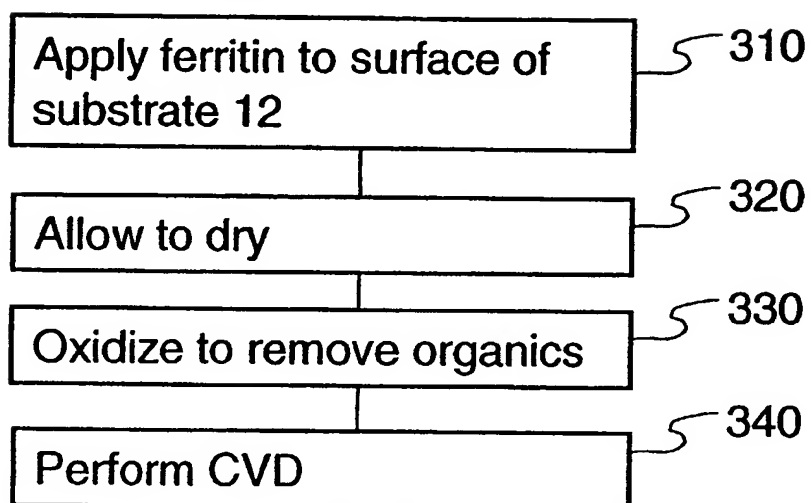 Apply ferritin to surface of
substrate 12
310
Allow to dry
320
Oxidize to remove organics
330
Perform CVD
340